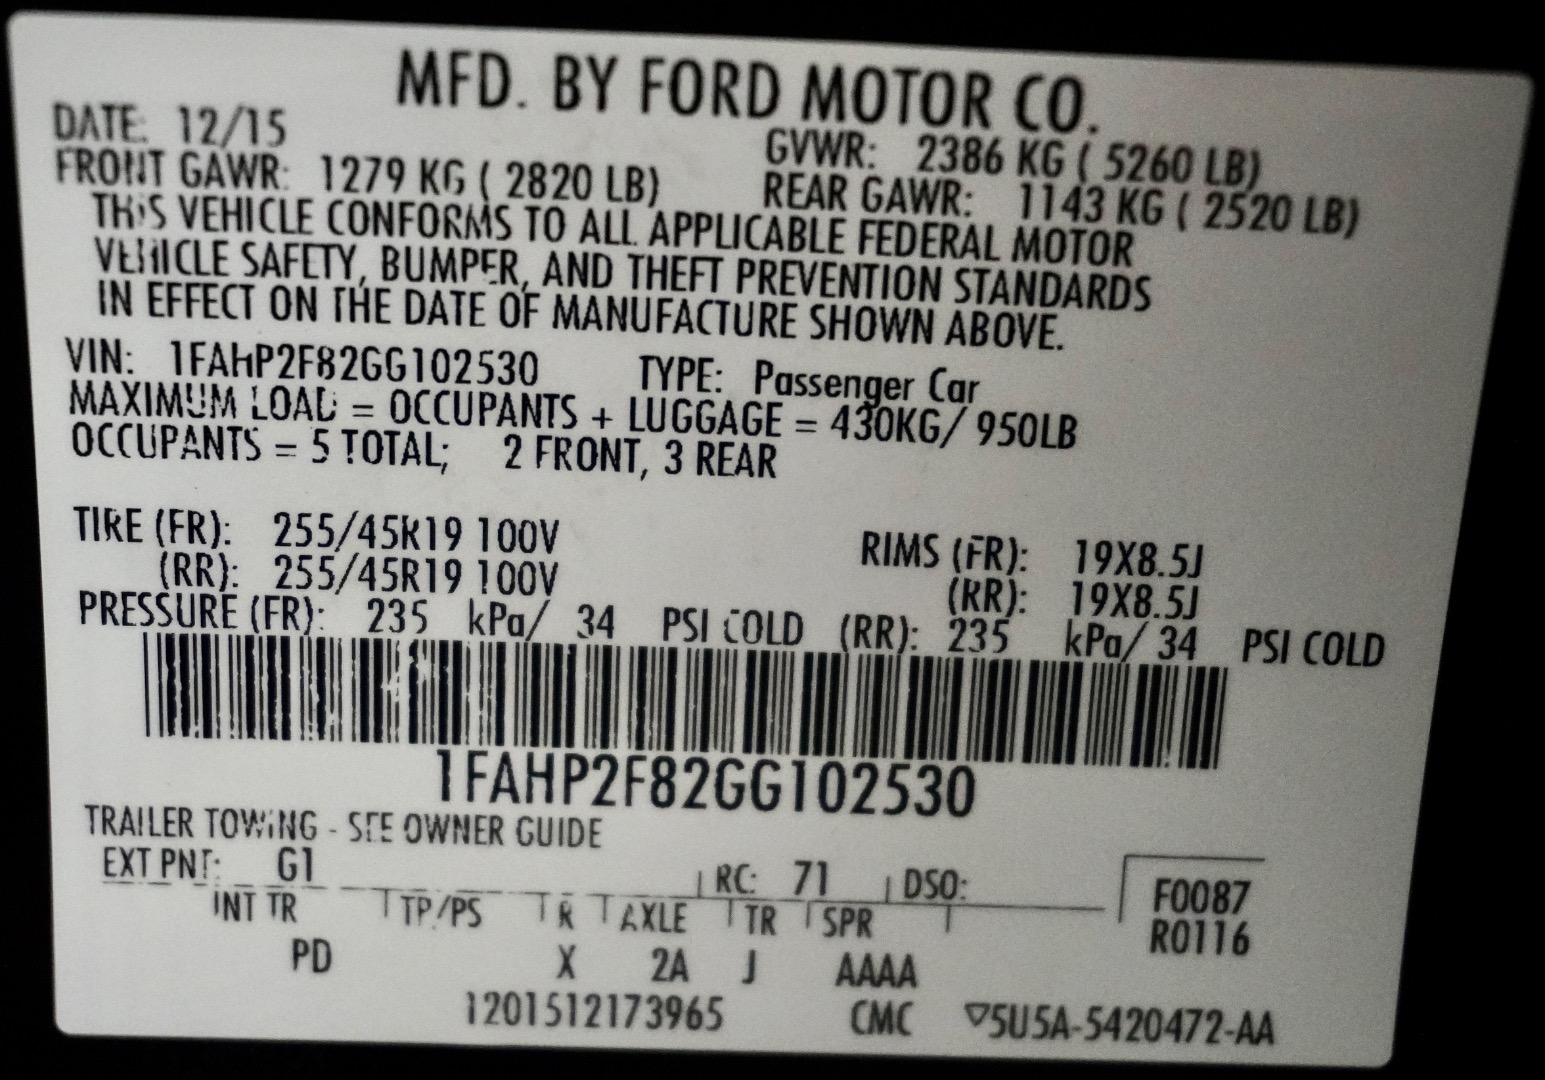 MFD. BY FORD MOTOR CO.
DATE: 12/15 GVWR: 2386 KG ( 5260 LB)
FRONT GAWR: 1279 KG ( 2820 LB) REAR GAWR: 1143 KG ( 2520 LB)
THIS VEHICLE CONFORMS TO ALL APPLICABLE FEDERAL MOTOR
VEHICLE SAFETY, BUMPER, AND THEFT PREVENTION STANDARDS
IN EFFECT ON THE DATE OF MANUFACTURE SHOWN ABOVE.
VIN: 1FAHP2F82GG102530 TYPE: Passenger Car
MAXIMUM LOAD = OCCUPANTS + LUGGAGE = 430KG/ 950LB
OCCUPANTS = 5 TOTAL; 2 FRONT, 3 REAR
TIRE (FR): 255/45R19 100V RIMS (FR): 19X8.5J
(RR): 255/45R19 100V (RR): 19X8.5J
PRESSURE (FR): 235 kPa/ 34 PSI COLD (RR): 235 kPa/ 34 PSI COLD
1FAHP2F82GG102530
TRAILER TOWING - SEE OWNER GUIDE
EXT PNT: G1 RC: 71 DSO: F0087
INT TR TP/PS R AXLE TR SPR R0116
PD X 2A J AAAA
1201512173965 CMC ▽5U5A-5420472-AA